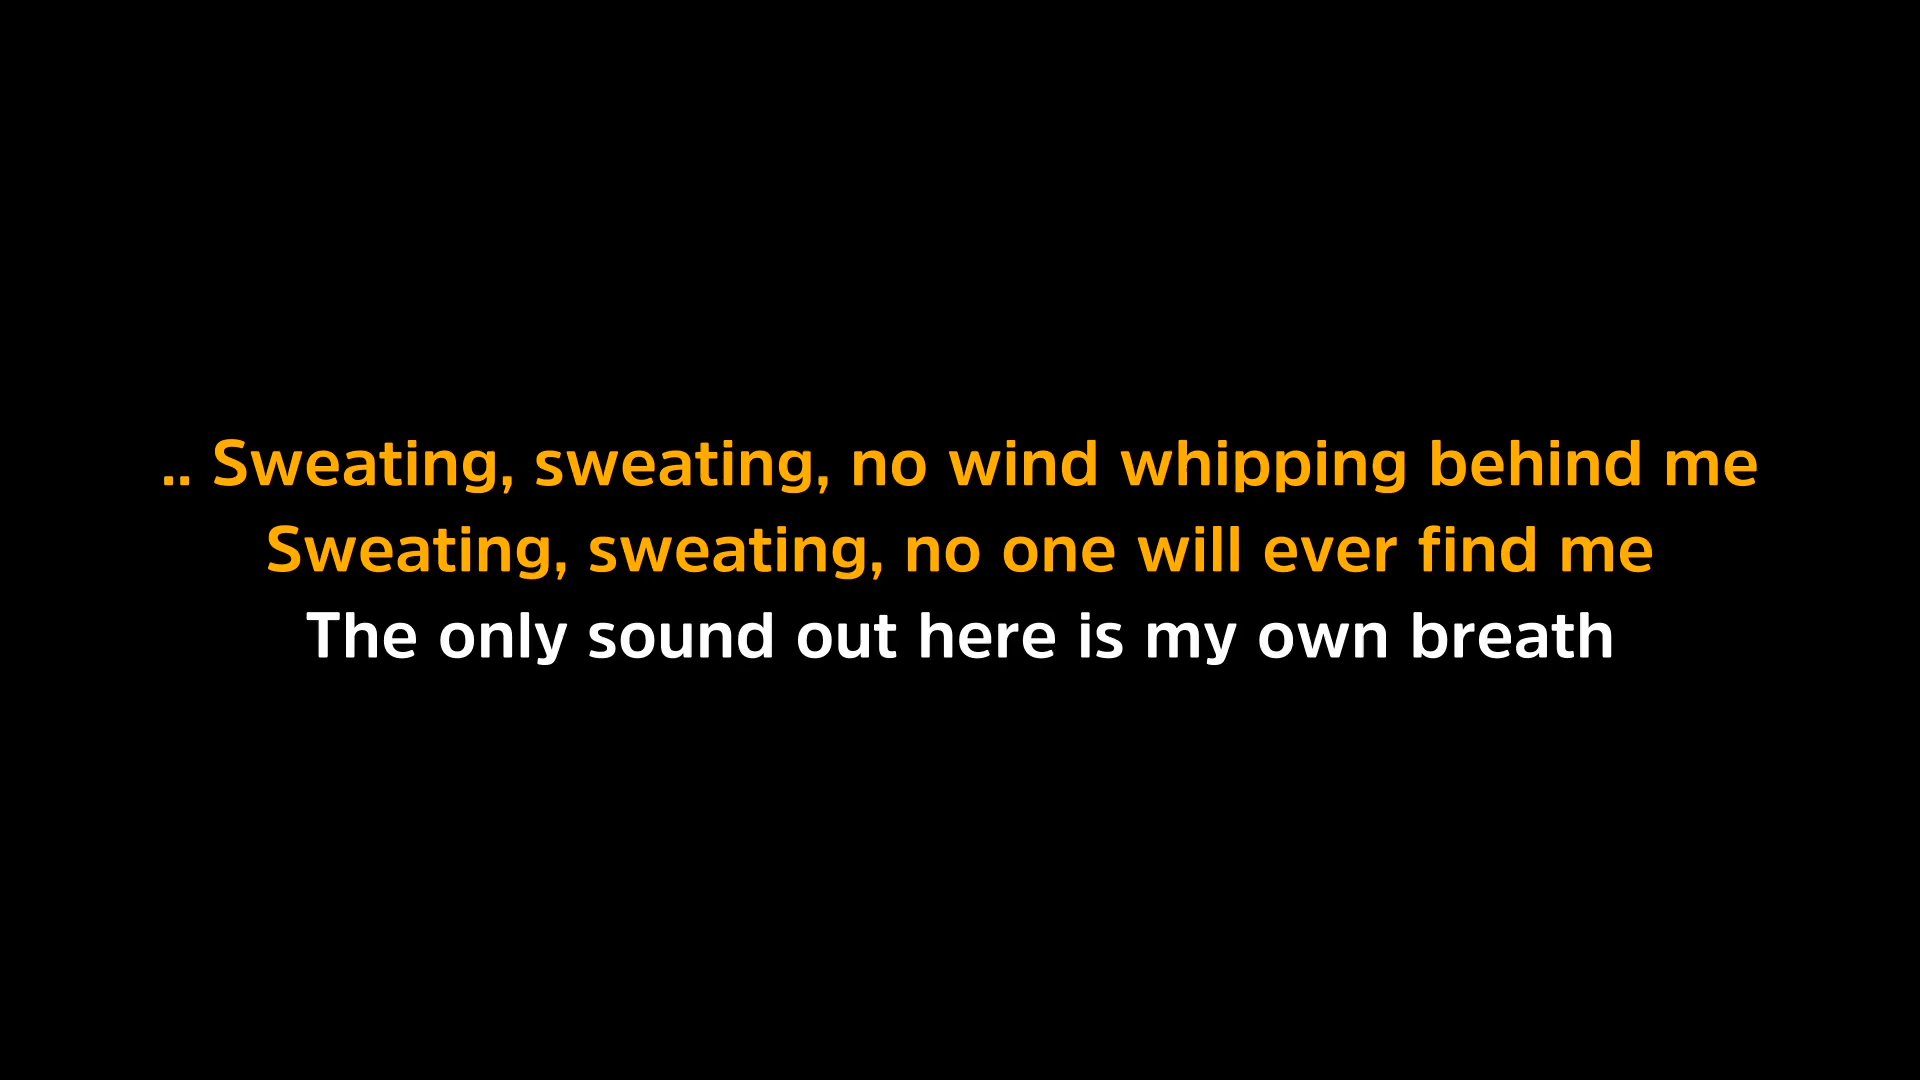 .. Sweating, sweating, no wind whipping behind me
Sweating, sweating, no one will ever find me
The only sound out here is my own breath